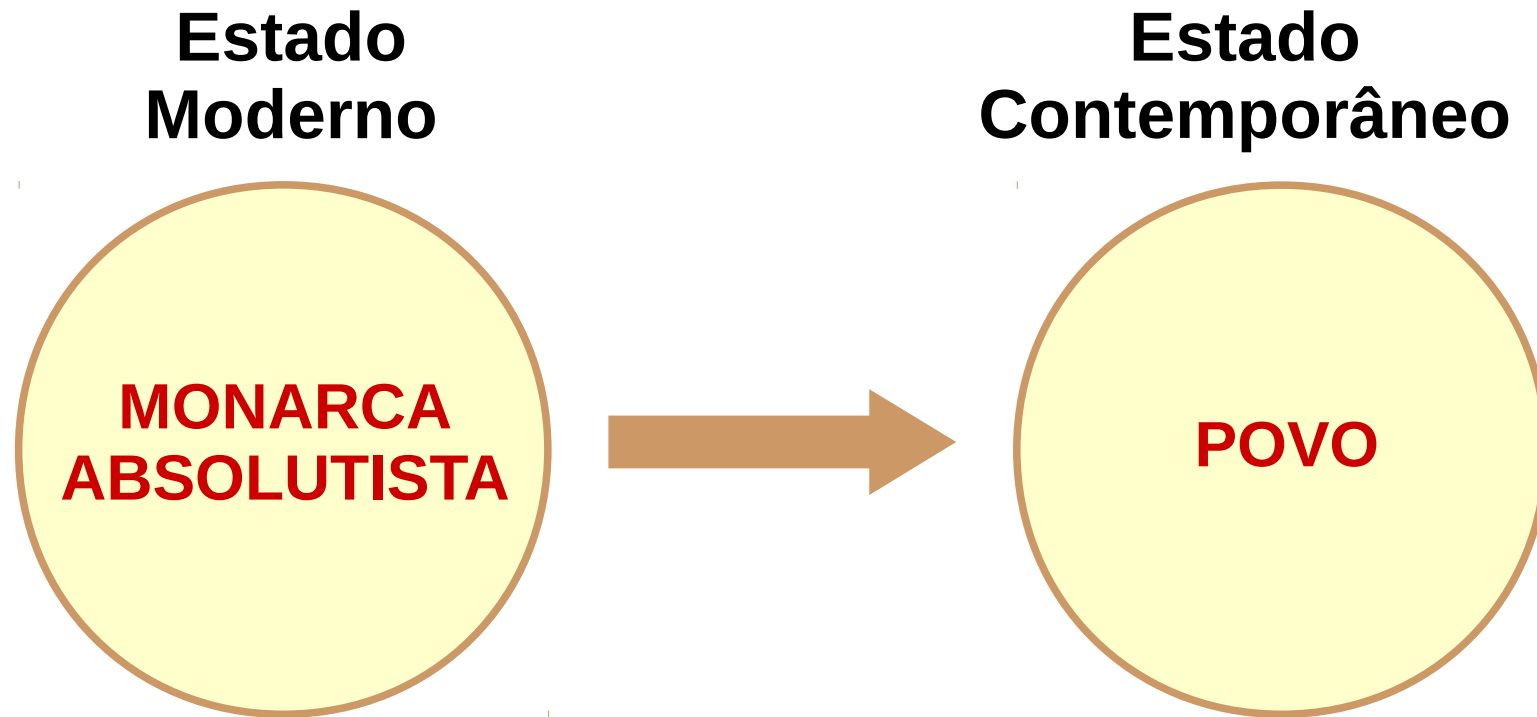 Estado
Moderno
Estado
Contemporâneo
MONARCA
ABSOLUTISTA
POVO